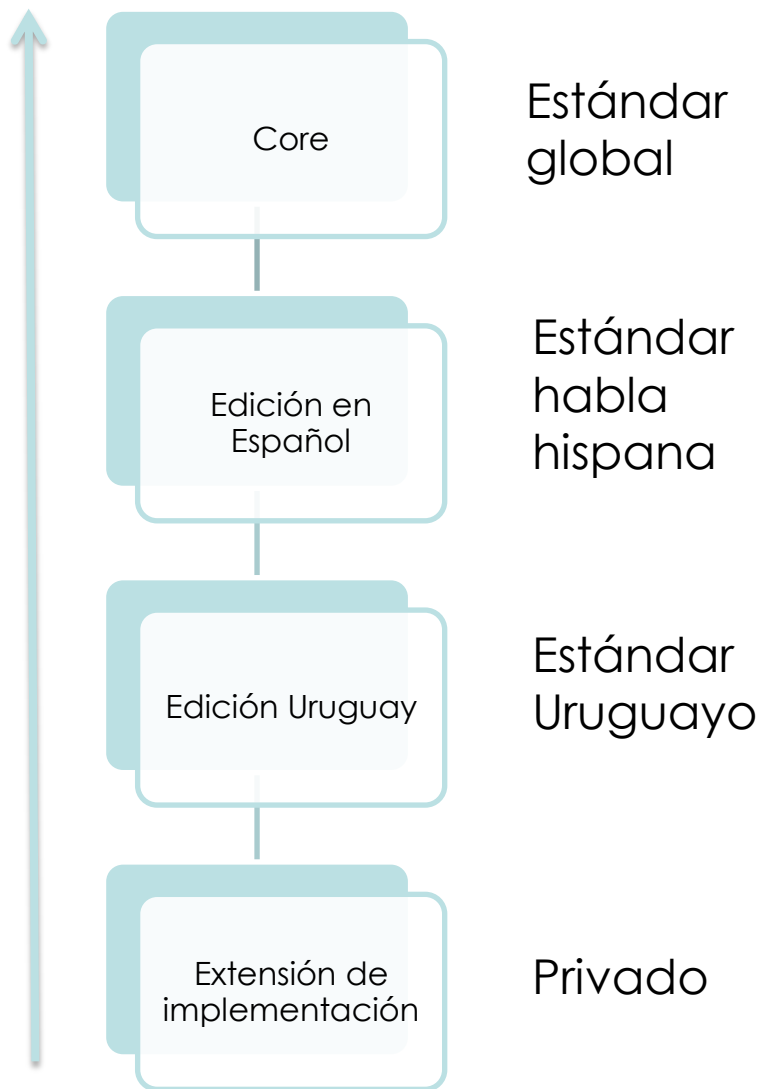 Core
Estándar
global
Edición en
Español
Estándar
habla
hispana
Edición Uruguay
Estándar
Uruguayo
Extensión de
implementación
Privado